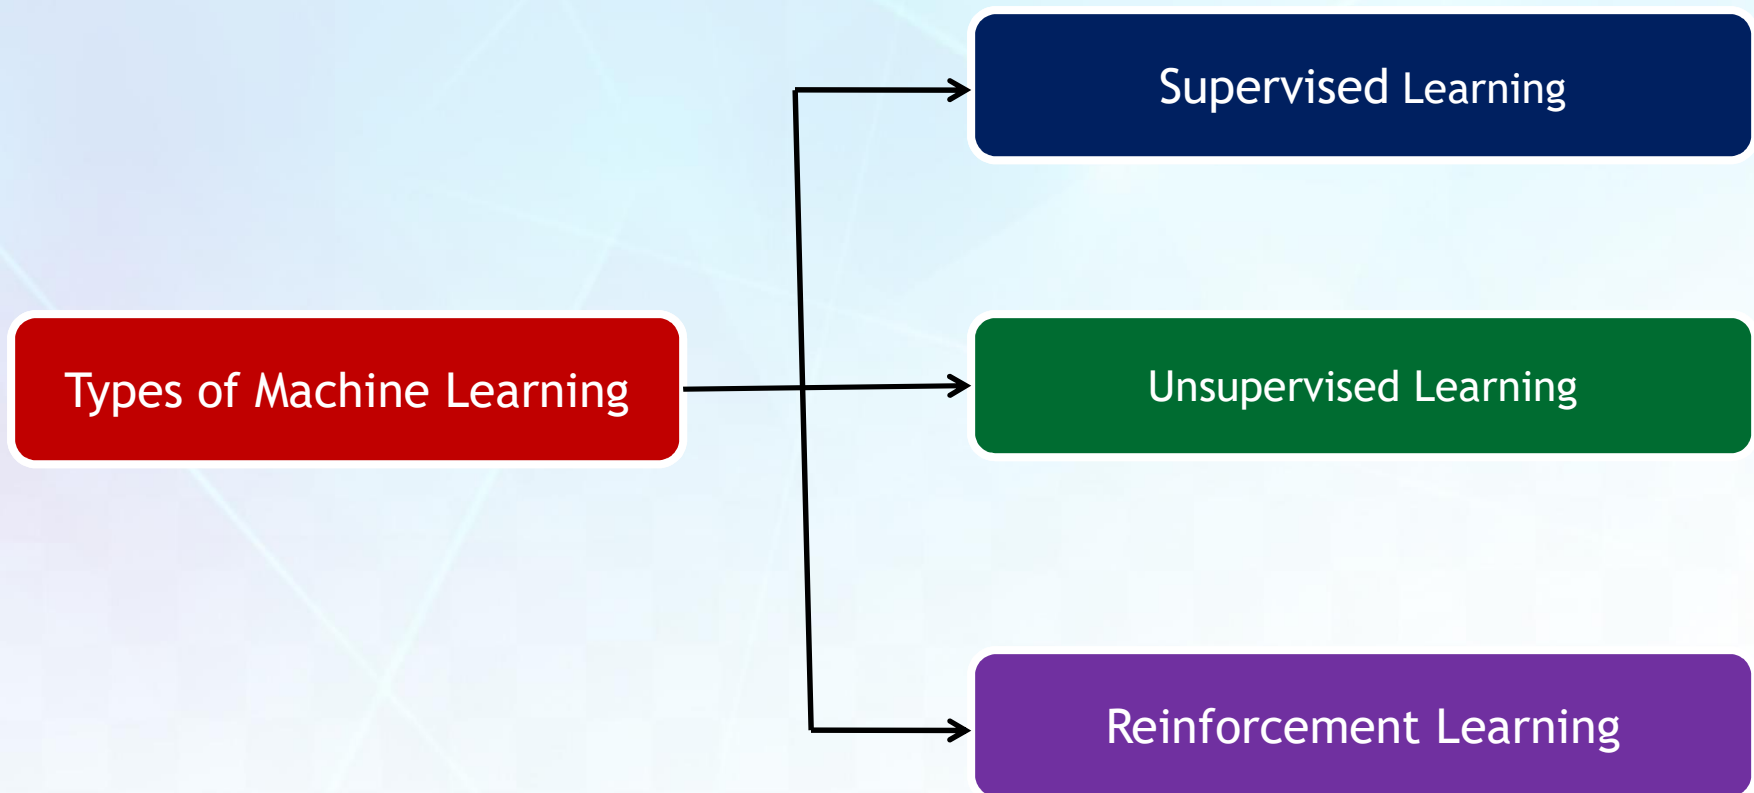 Types of Machine Learning
Supervised Learning
Unsupervised Learning
Reinforcement Learning